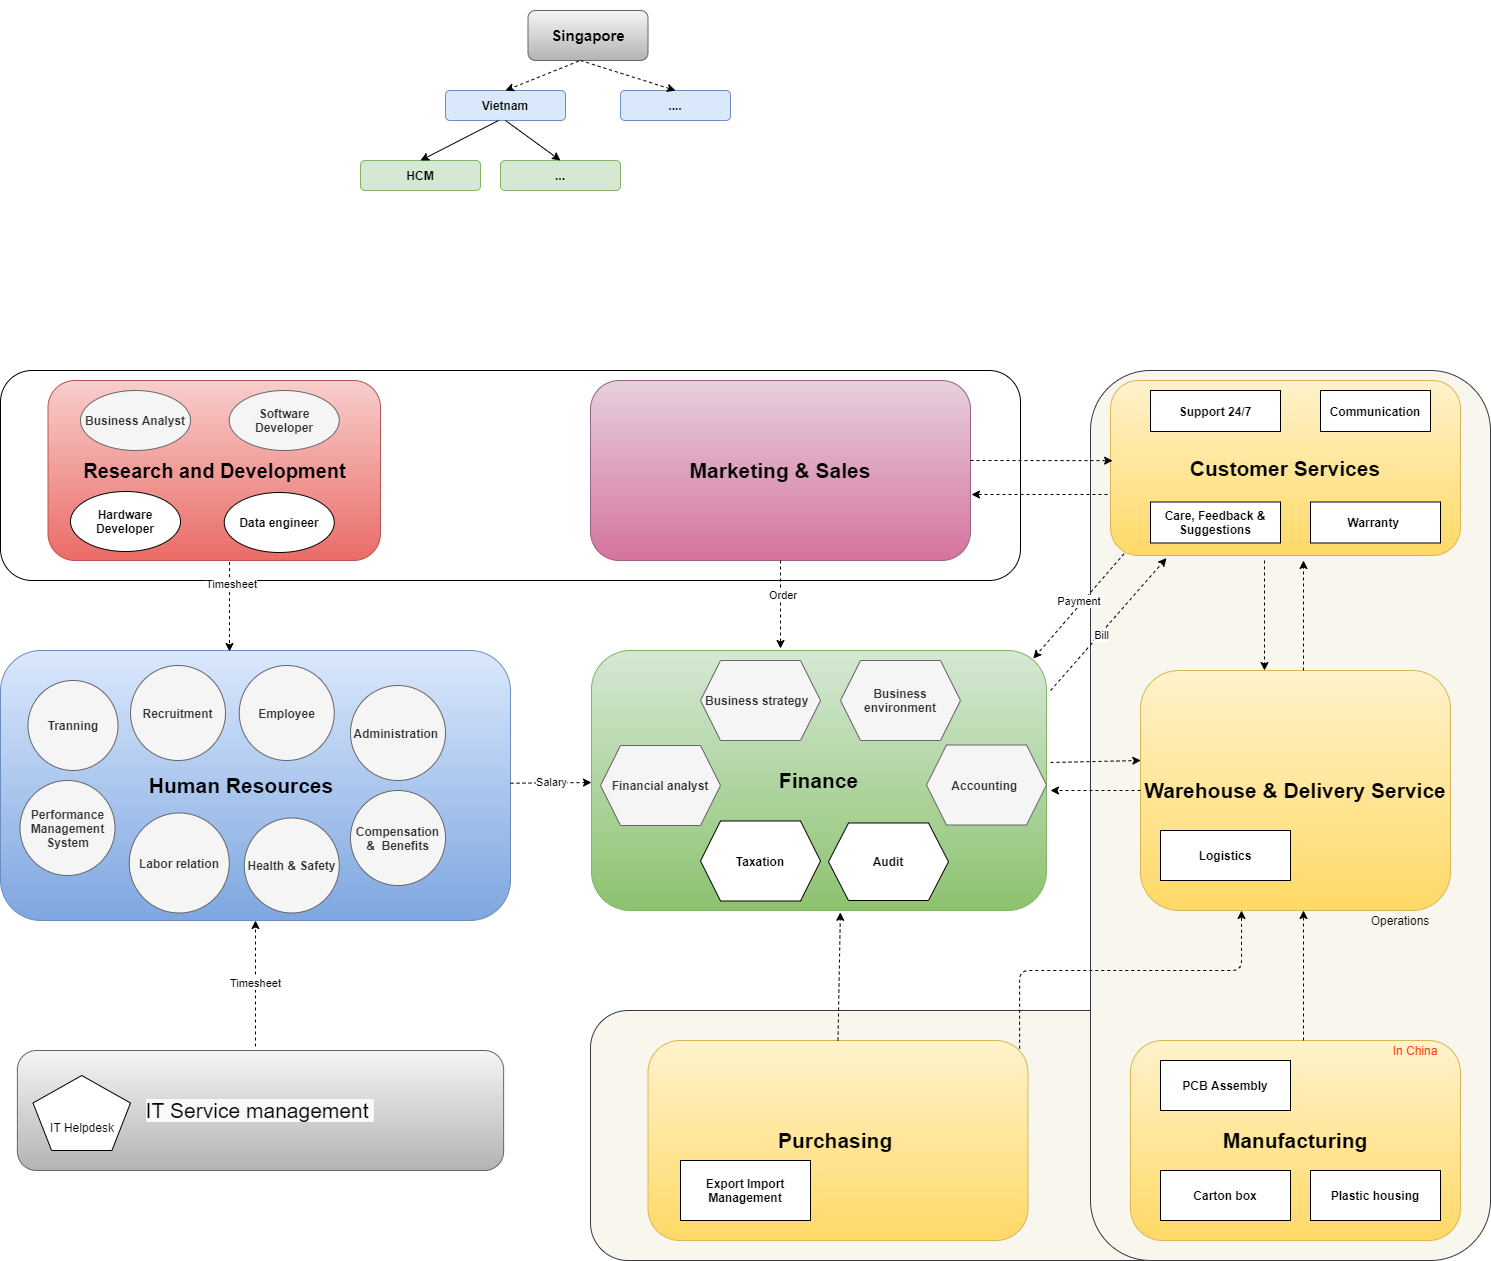 Singapore
Vietnam
....
HCM
...
Business Analyst
Software
Developer
Research and Development
Hardware
Developer
Data engineer
Marketing & Sales
Support 24/7
Communication
Customer Services
Care, Feedback &
Suggestions
Warranty
Timesheet
Order
Payment
Bill
Tranning
Recruitment
Employee
Administration
Human Resources
Performance
Management
System
Labor relation
Health & Safety
Compensation
& Benefits
Salary
Business strategy
Business
environment
Financial analyst
Finance
Accounting
Taxation
Audit
Warehouse & Delivery Service
Logistics
Operations
Timesheet
IT Helpdesk
IT Service management
Purchasing
Export Import
Management
In China
PCB Assembly
Manufacturing
Carton box
Plastic housing